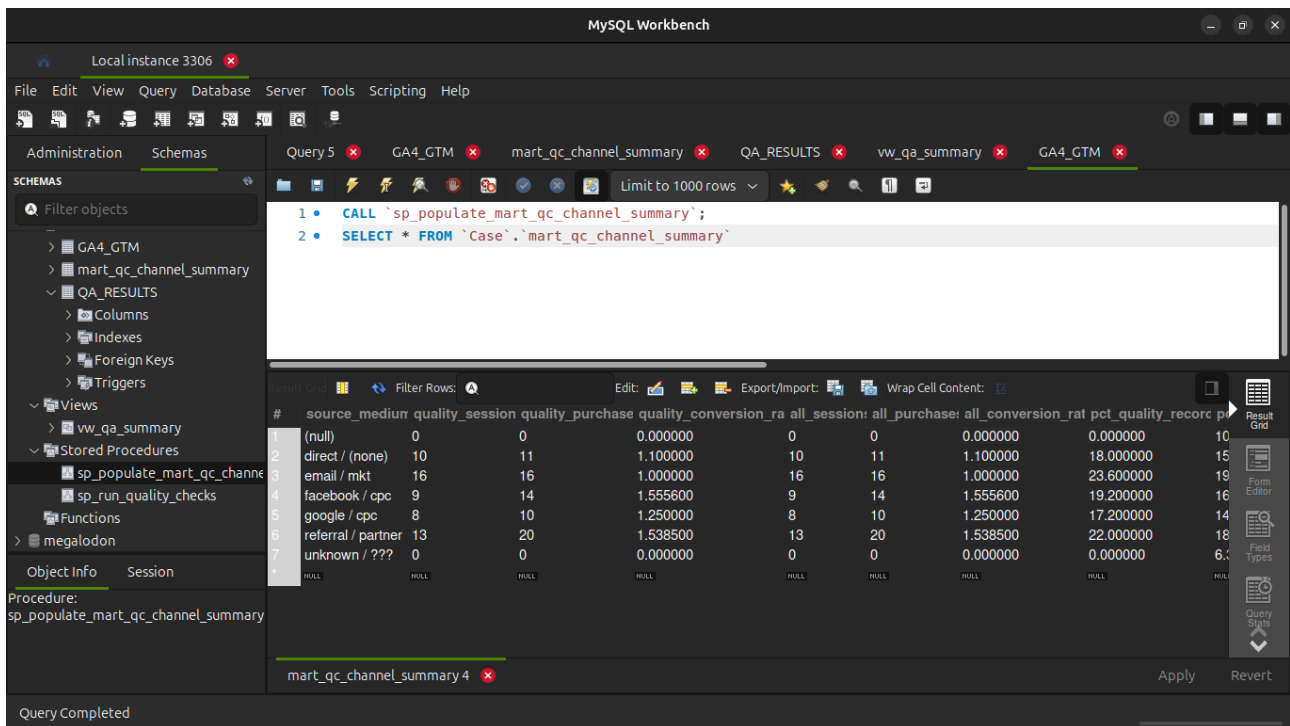 MySQL Workbench
Local instance 3306
File Edit View Query Database Server Tools Scripting Help
Administration Schemas
Query 5 GA4_GTM mart_qc_channel_summary QA_RESULTS vw_qa_summary GA4_GTM
SCHEMAS
Limit to 1000 rows
Filter objects
GA4_GTM
mart_qc_channel_summary
QA_RESULTS
Columns
Indexes
Foreign Keys
Triggers
Views
vw_qa_summary
Stored Procedures
sp_populate_mart_qc_channe
sp_run_quality_checks
Functions
megalodon
Object Info Session
Procedure:
sp_populate_mart_qc_channel_summary
1 CALL `sp_populate_mart_qc_channel_summary`;
2 SELECT * FROM `Case`.`mart_qc_channel_summary`
Result Grid Filter Rows: Edit: Export/Import: Wrap Cell Content:
# source_medium quality_session quality_purchase quality_conversion_ra all_sessions all_purchase all_conversion_rat pct_quality_record
1 (null) 0 0 0.000000 0 0 0.000000 0.000000 10
2 direct / (none) 10 11 1.100000 10 11 1.100000 18.000000 15
3 email / mkt 16 16 1.000000 16 16 1.000000 23.600000 19
4 facebook / cpc 9 14 1.555600 9 14 1.555600 19.200000 16
5 google / cpc 8 10 1.250000 8 10 1.250000 17.200000 14
6 referral / partner 13 20 1.538500 13 20 1.538500 22.000000 18
7 unknown / ??? 0 0 0.000000 0 0 0.000000 0.000000 6.
* NULL NULL NULL NULL NULL NULL NULL NULL
Result Grid
Form Editor
Field Types
Query Stats
mart_qc_channel_summary 4
Apply Revert
Query Completed